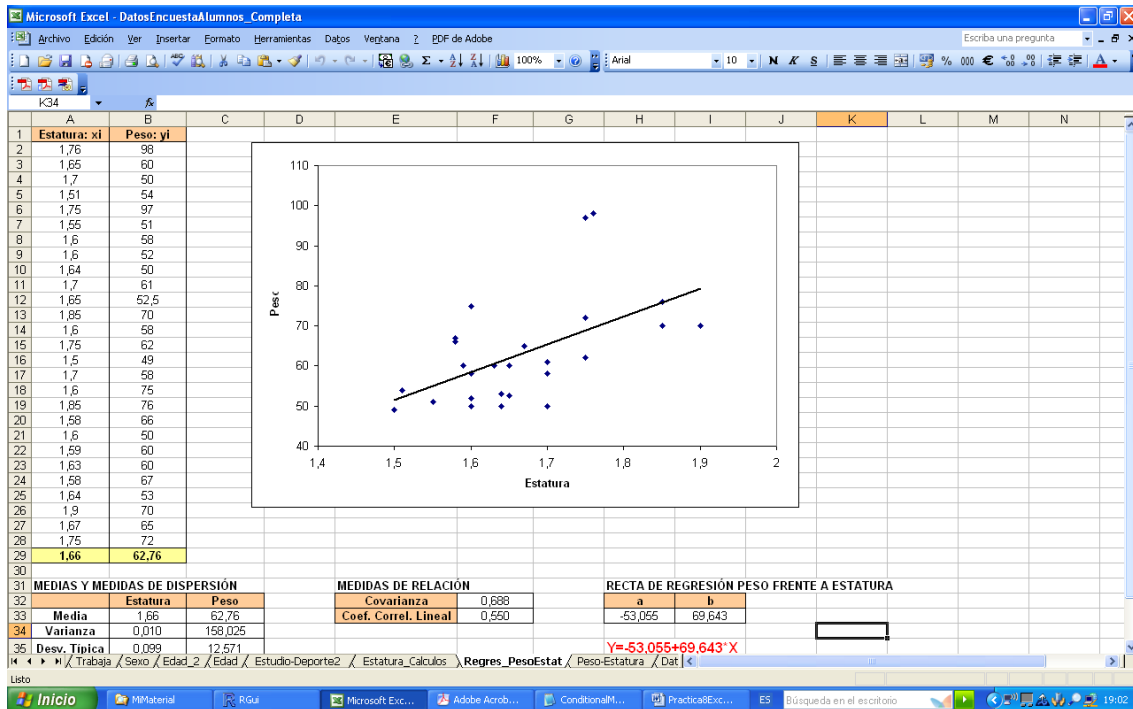 Microsoft Excel - DatosEncuestaAlumnos_Completa
Archivo Edición Ver Insertar Formato Herramientas Datos Ventana ? PDF de Adobe
Escriba una pregunta
100% Arial 10 N K S % 000 €
K34 fx
A B C D E F G H I J K L M N
1 Estatura: xi Peso: yi
2 1,76 98
3 1,65 60
4 1,7 50
5 1,51 54
6 1,75 97
7 1,55 51
8 1,6 58
9 1,6 52
10 1,64 50
11 1,7 61
12 1,65 52,5
13 1,85 70
14 1,6 58
15 1,75 62
16 1,5 49
17 1,7 58
18 1,6 75
19 1,85 76
20 1,58 66
21 1,6 50
22 1,59 60
23 1,63 60
24 1,58 67
25 1,64 53
26 1,9 70
27 1,67 65
28 1,75 72
29 1,66 62,76
30
110
100
90
80
70
60
50
40
Peso
1,4 1,5 1,6 1,7 1,8 1,9 2
Estatura
31 MEDIAS Y MEDIDAS DE DISPERSIÓN MEDIDAS DE RELACIÓN RECTA DE REGRESIÓN PESO FRENTE A ESTATURA
32 Estatura Peso Covarianza 0,688 a b
33 Media 1,66 62,76 Coef. Correl. Lineal 0,550 -53,055 69,643
34 Varianza 0,010 158,025
35 Desv. Típica 0,099 12,571 Y=-53,055+69,643*X
Trabaja Sexo Edad_2 Edad Estudio-Deporte2 Estatura_Calculos Regres_PesoEstat Peso-Estatura Dat
Listo
Inicio MiMaterial RGui Microsoft Exc... Adobe Acrob... ConditionalM... Practica8Exc... ES Búsqueda en el escritorio 19:02